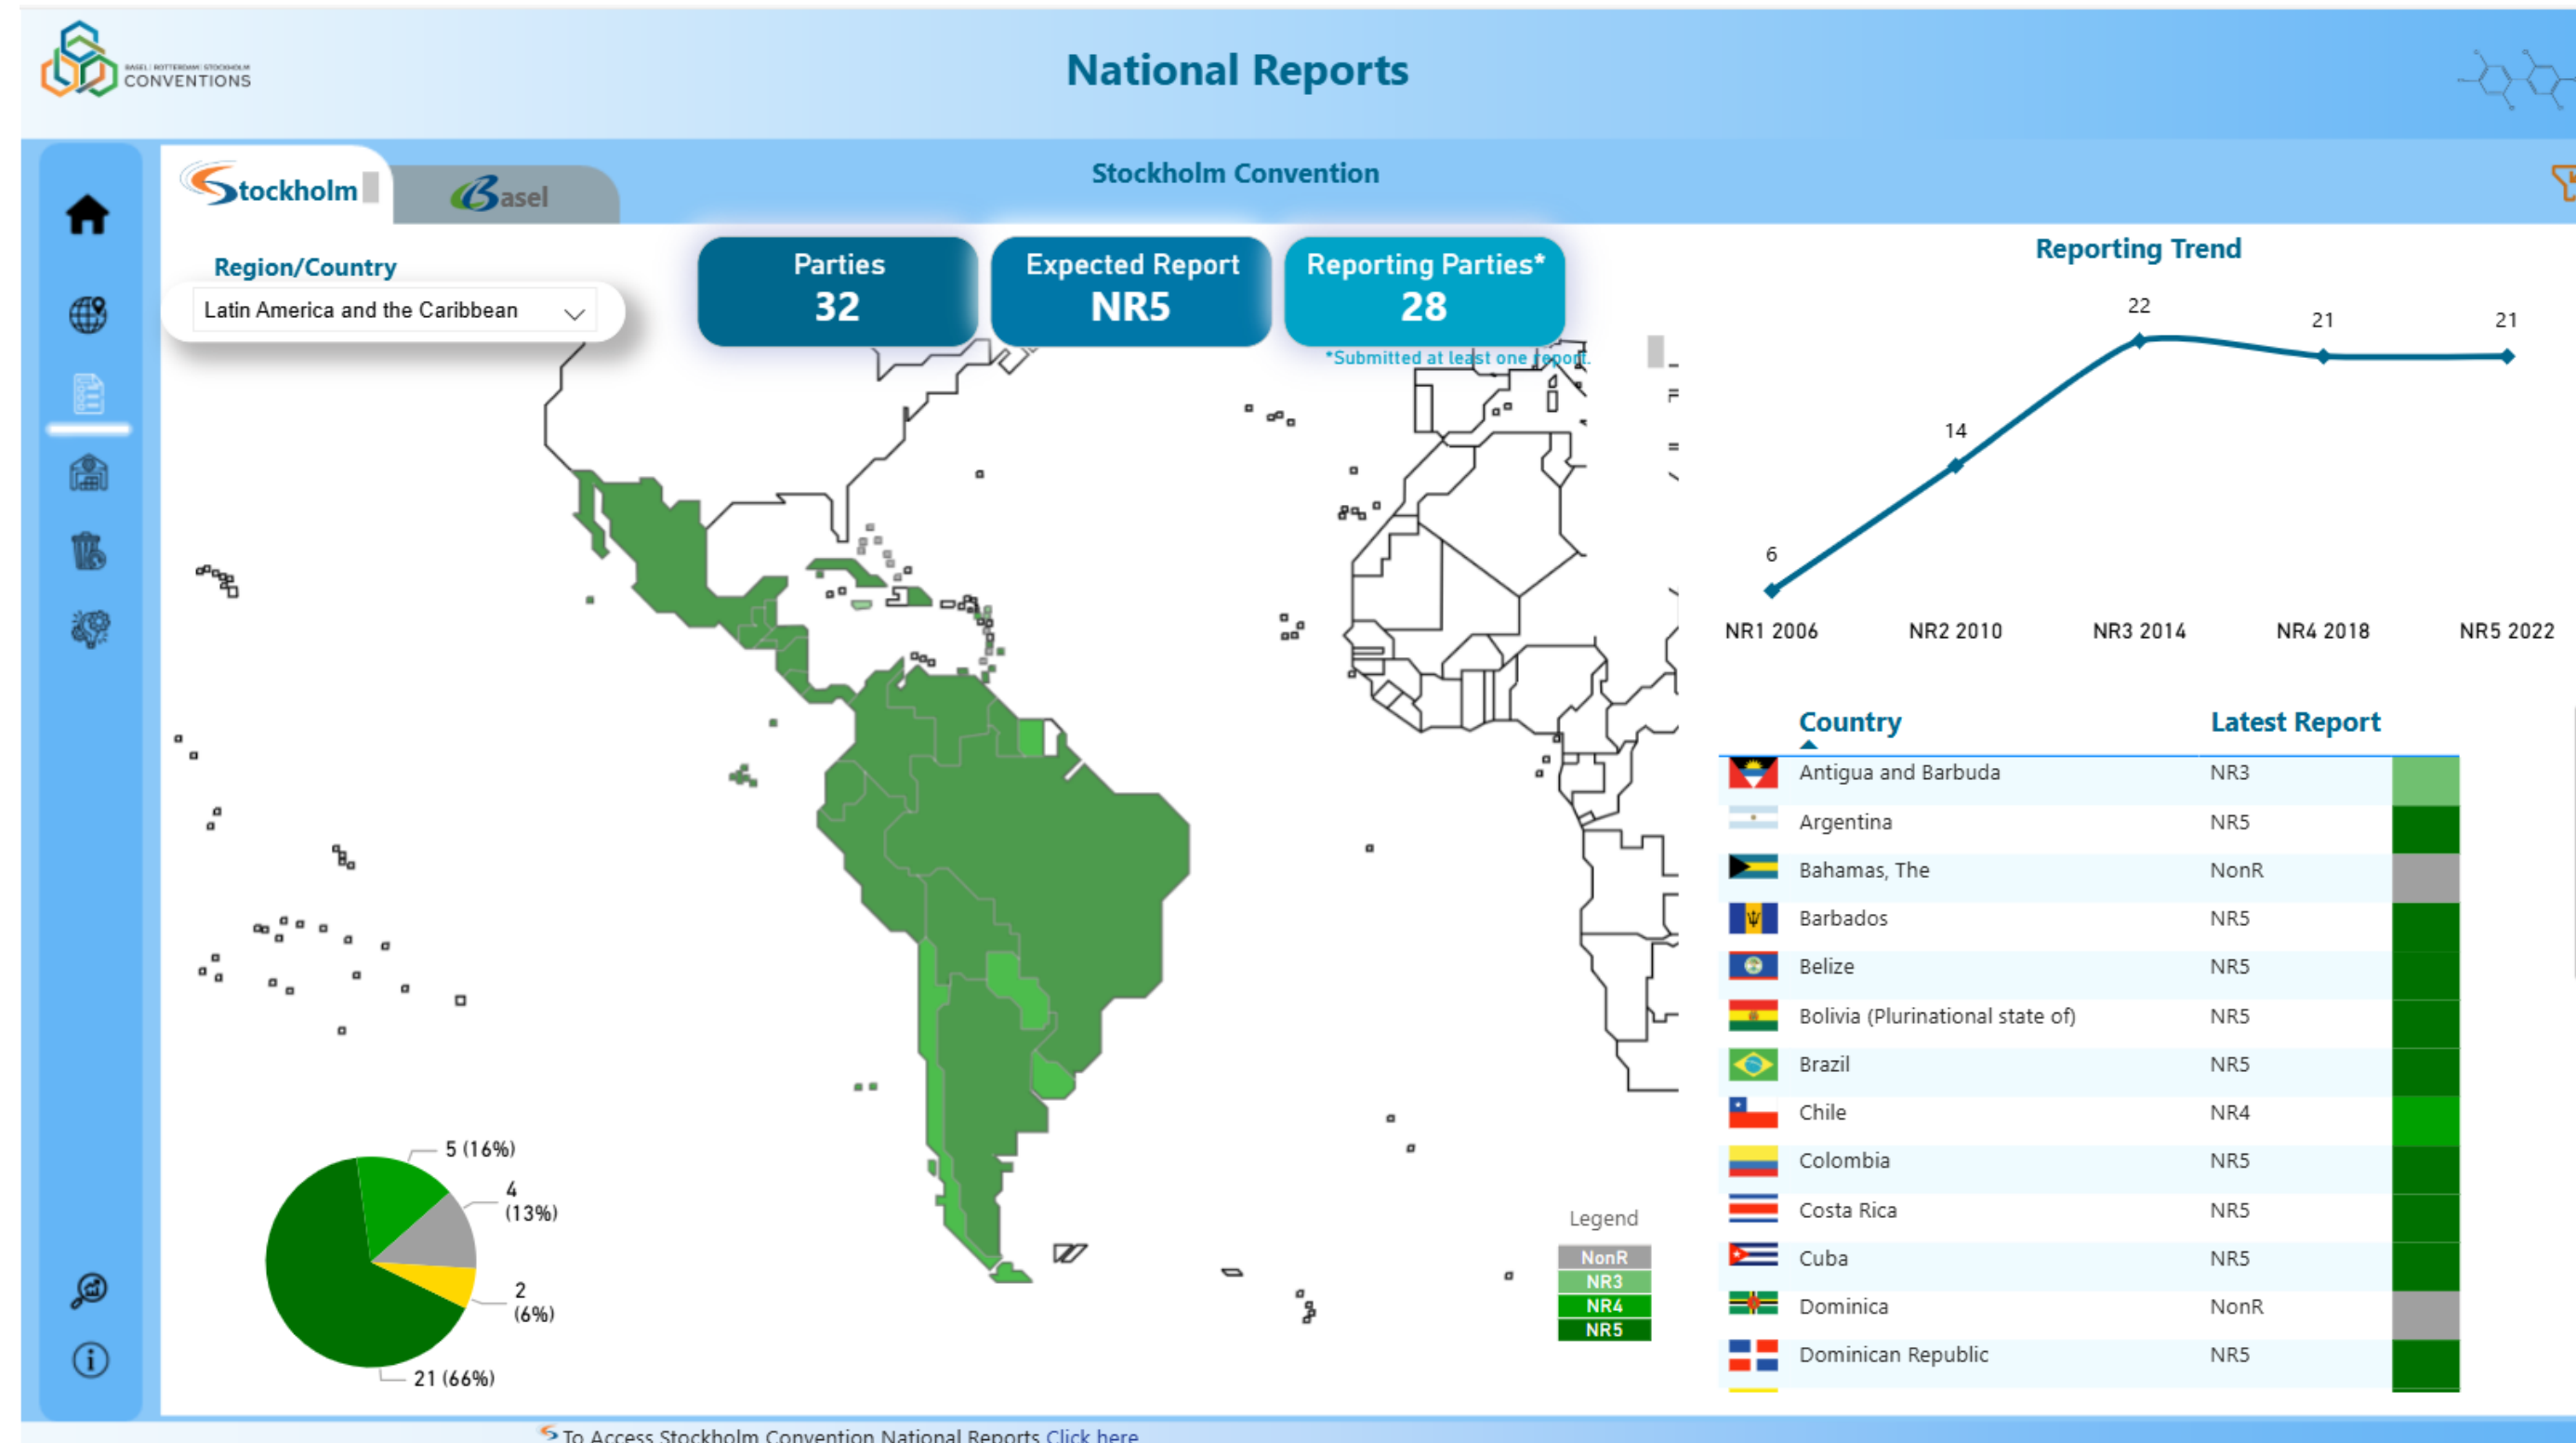 BASEL | ROTTERDAM | STOCKHOLM
CONVENTIONS
National Reports
Stockholm
Basel
Stockholm Convention
Region/Country
Latin America and the Caribbean
Parties
32
Expected Report
NR5
Reporting Parties*
28
*Submitted at least one report.
Reporting Trend
22
21
21
14
6
NR1 2006
NR2 2010
NR3 2014
NR4 2018
NR5 2022
Country
Latest Report
Antigua and Barbuda NR3
Argentina NR5
Bahamas, The NonR
Barbados NR5
Belize NR5
Bolivia (Plurinational state of) NR5
Brazil NR5
Chile NR4
Colombia NR5
Costa Rica NR5
Cuba NR5
Dominica NonR
Dominican Republic NR5
5 (16%)
4
(13%)
2
(6%)
21 (66%)
Legend
NonR
NR3
NR4
NR5
To Access Stockholm Convention National Reports Click here